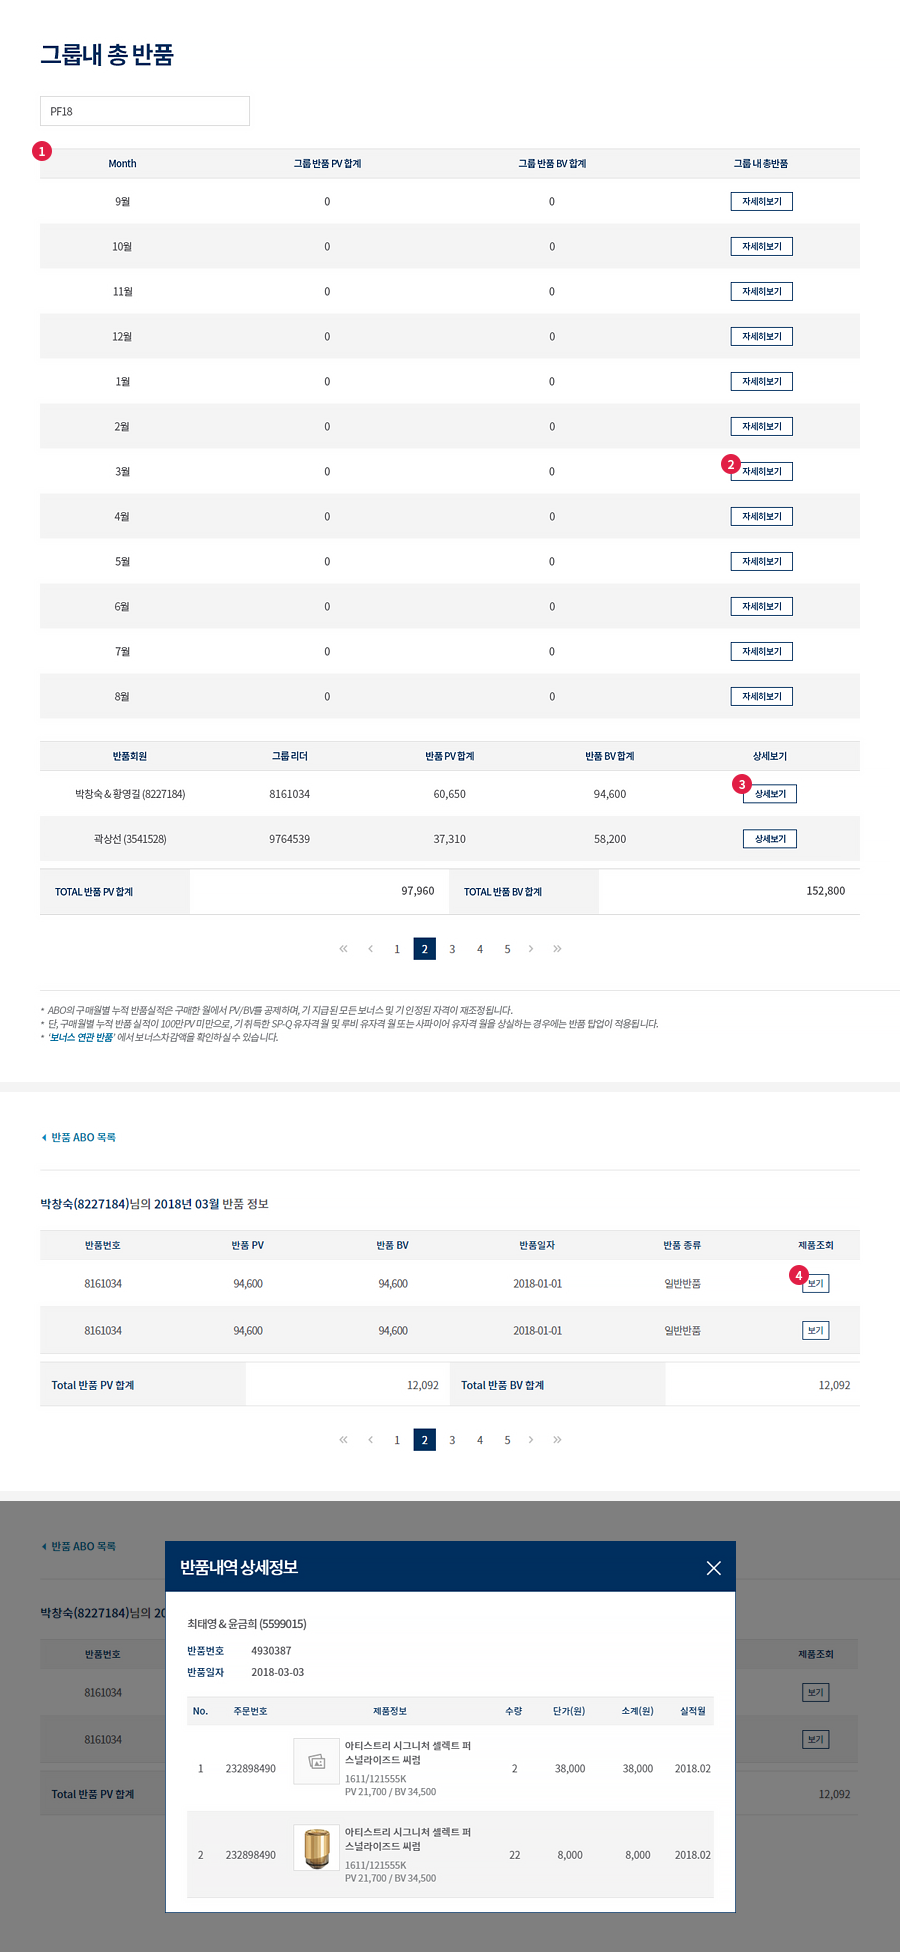 그룹내 총 반품
PF18
1
Month 그룹 반품 PV 합계 그룹 반품 BV 합계 그룹 내 총반품
9월 0 0 자세히보기
10월 0 0 자세히보기
11월 0 0 자세히보기
12월 0 0 자세히보기
1월 0 0 자세히보기
2월 0 0 자세히보기
3월 0 0 2 자세히보기
4월 0 0 자세히보기
5월 0 0 자세히보기
6월 0 0 자세히보기
7월 0 0 자세히보기
8월 0 0 자세히보기
반품회원 그룹 리더 반품 PV 합계 반품 BV 합계 상세보기
박창숙 & 황영길 (8227184) 8161034 60,650 94,600 3 상세보기
곽상선 (3541528) 9764539 37,310 58,200 상세보기
TOTAL 반품 PV 합계 97,960 TOTAL 반품 BV 합계 152,800
« ‹ 1 2 3 4 5 › »
* ABO의 구매월별 누적 반품실적은 구매한 월에서 PV/BV를 공제하며, 기 지급된 모든 보너스 및 기 인정된 자격이 재조정 됩니다.
* 단, 구매월별 누적 반품 실적이 100만PV 미만으로, 기 취득한 SP-Q 유자격 월 및 루비 유자격 월 또는 사파이어 유자격 월을 상실하는 경우에는 반품 탑업이 적용됩니다.
* '보너스 연관 반품' 에서 보너스차감액을 확인하실 수 있습니다.
반품 ABO 목록
박창숙(8227184)님의 2018년 03월 반품 정보
반품번호 반품 PV 반품 BV 반품일자 반품 종류 제품조회
8161034 94,600 94,600 2018-01-01 일반반품 4 보기
8161034 94,600 94,600 2018-01-01 일반반품 보기
Total 반품 PV 합계 12,092 Total 반품 BV 합계 12,092
« ‹ 1 2 3 4 5 › »
반품 ABO 목록
박창숙(8227184)님의 20
반품번호 제품조회
8161034 보기
8161034 보기
Total 반품 PV 합계 12,092
반품내역 상세정보
최태영 & 윤금희 (5599015)
반품번호 4930387
반품일자 2018-03-03
No. 주문번호 제품정보 수량 단가(원) 소계(원) 실적월
1 232898490 아티스트리 시그니처 셀렉트 퍼 2 38,000 38,000 2018.02
스널라이즈드 씨럼
1611/121555K
PV 21,700 / BV 34,500
2 232898490 아티스트리 시그니처 셀렉트 퍼 22 8,000 8,000 2018.02
스널라이즈드 씨럼
1611/121555K
PV 21,700 / BV 34,500